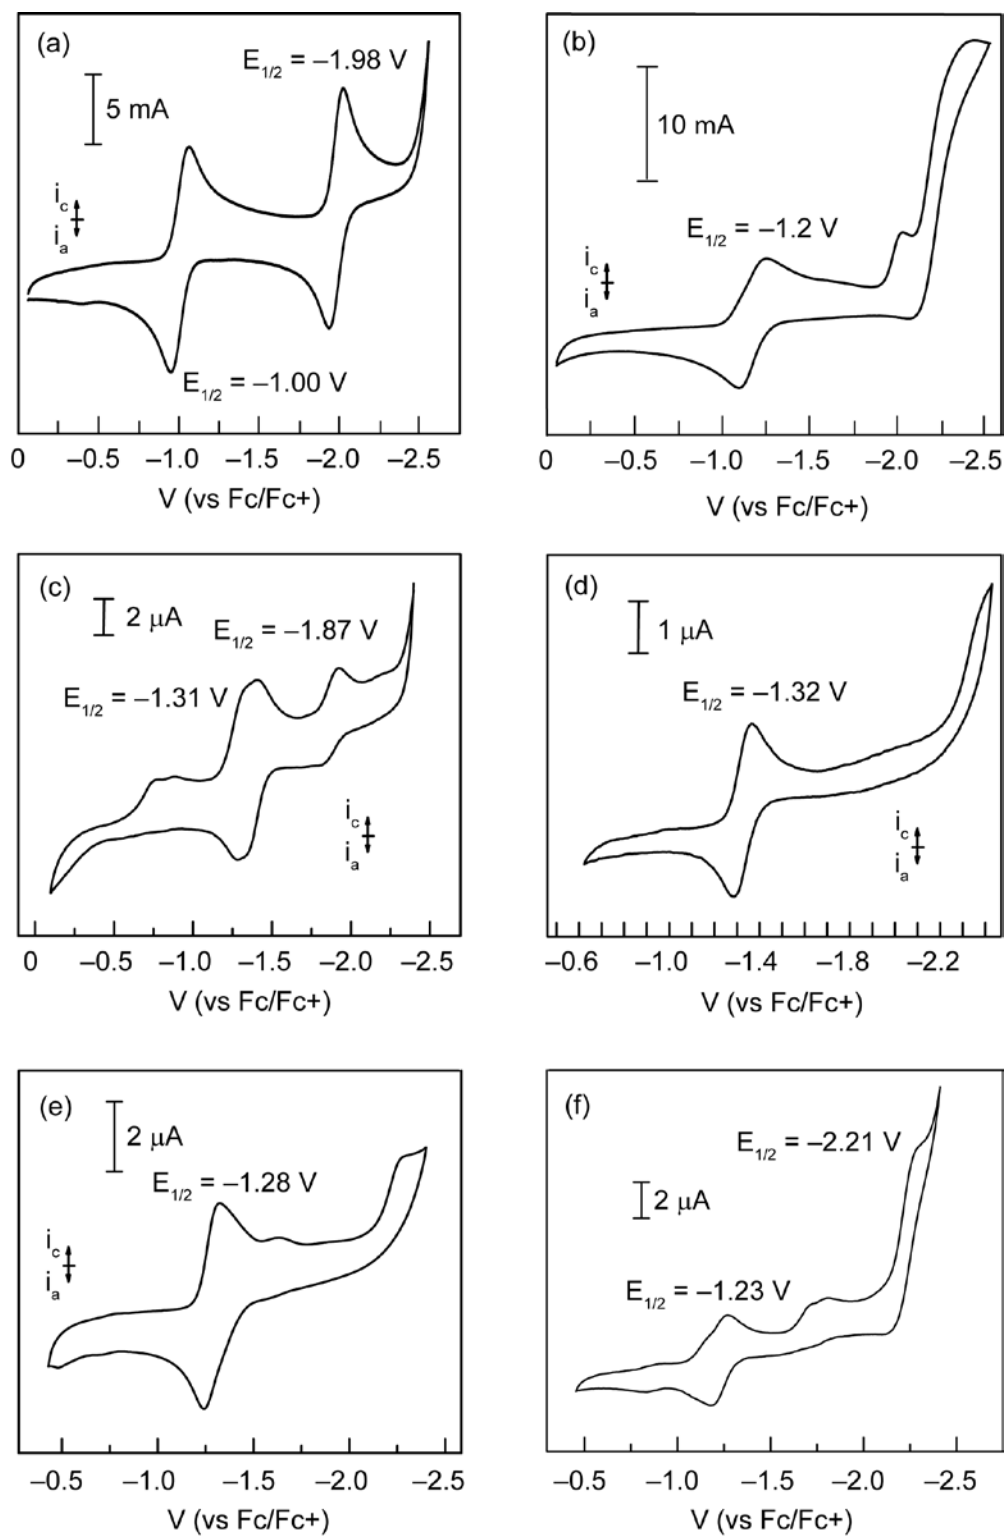 (a)
E1/2 = –1.98 V
5 mA
ic
ia
E1/2 = –1.00 V
0 –0.5 –1.0 –1.5 –2.0 –2.5
V (vs Fc/Fc+)
(b)
10 mA
E1/2 = –1.2 V
ic
ia
0 –0.5 –1.0 –1.5 –2.0 –2.5
V (vs Fc/Fc+)
(c)
2 μA
E1/2 = –1.87 V
E1/2 = –1.31 V
ic
ia
0 –0.5 –1.0 –1.5 –2.0 –2.5
V (vs Fc/Fc+)
(d)
1 μA
E1/2 = –1.32 V
ic
ia
–0.6 –1.0 –1.4 –1.8 –2.2
V (vs Fc/Fc+)
(e)
2 μA
E1/2 = –1.28 V
ic
ia
–0.5 –1.0 –1.5 –2.0 –2.5
V (vs Fc/Fc+)
(f)
E1/2 = –2.21 V
2 μA
E1/2 = –1.23 V
–0.5 –1.0 –1.5 –2.0 –2.5
V (vs Fc/Fc+)